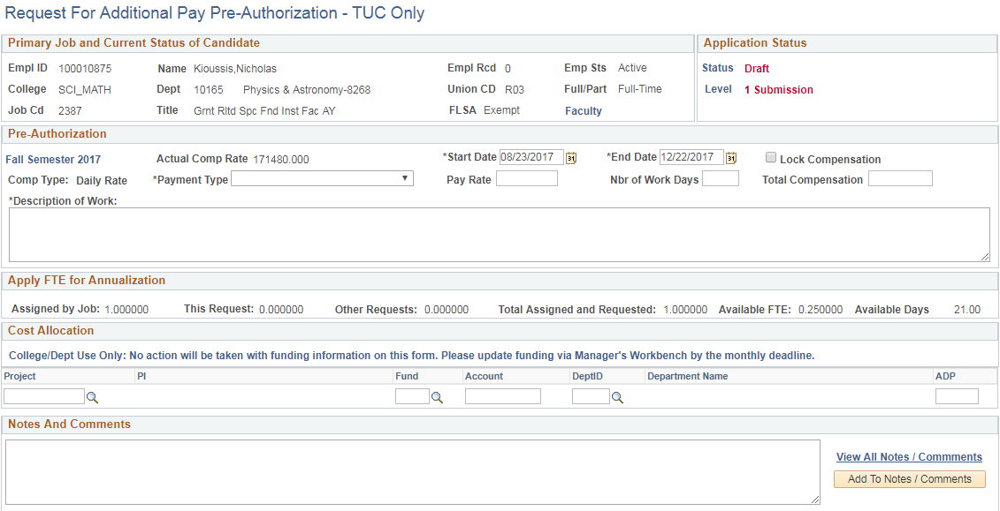 Request For Additional Pay Pre-Authorization - TUC Only
Primary Job and Current Status of Candidate
Application Status
Empl ID 100010875 Name Kioussis,Nicholas Empl Rcd 0 Emp Sts Active
Status Draft
College SCI_MATH Dept 10165 Physics & Astronomy-8268 Union CD R03 Full/Part Full-Time
Level 1 Submission
Job Cd 2387 Title Grnt Rltd Spc Fnd Inst Fac AY FLSA Exempt Faculty
Pre-Authorization
Fall Semester 2017 Actual Comp Rate 171480.000 *Start Date 08/23/2017 31 *End Date 12/22/2017 31 Lock Compensation
Comp Type: Daily Rate *Payment Type Pay Rate Nbr of Work Days Total Compensation
*Description of Work:
Apply FTE for Annualization
Assigned by Job: 1.000000 This Request: 0.000000 Other Requests: 0.000000 Total Assigned and Requested: 1.000000 Available FTE: 0.250000 Available Days 21.00
Cost Allocation
College/Dept Use Only: No action will be taken with funding information on this form. Please update funding via Manager's Workbench by the monthly deadline.
Project PI Fund Account DeptID Department Name ADP
Notes And Comments
View All Notes / Commments
Add To Notes / Comments